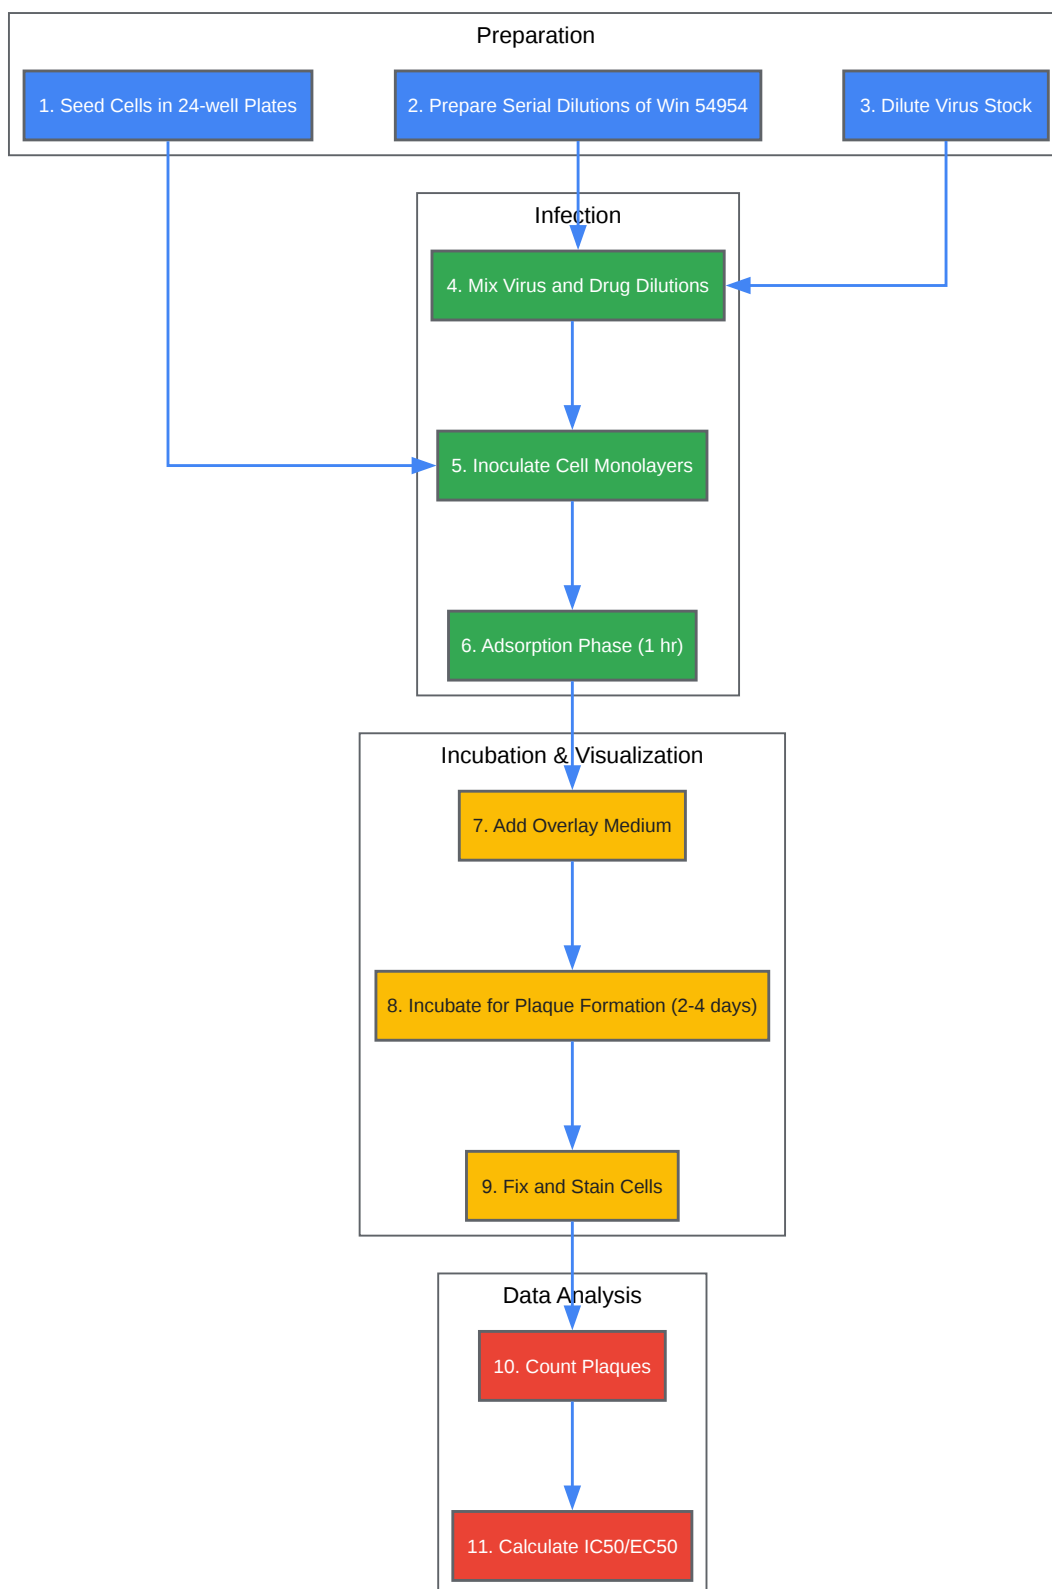 Preparation
1. Seed Cells in 24-well Plates
2. Prepare Serial Dilutions of Win 54954
3. Dilute Virus Stock
Infection
4. Mix Virus and Drug Dilutions
5. Inoculate Cell Monolayers
6. Adsorption Phase (1 hr)
Incubation & Visualization
7. Add Overlay Medium
8. Incubate for Plaque Formation (2-4 days)
9. Fix and Stain Cells
Data Analysis
10. Count Plaques
11. Calculate IC50/EC50